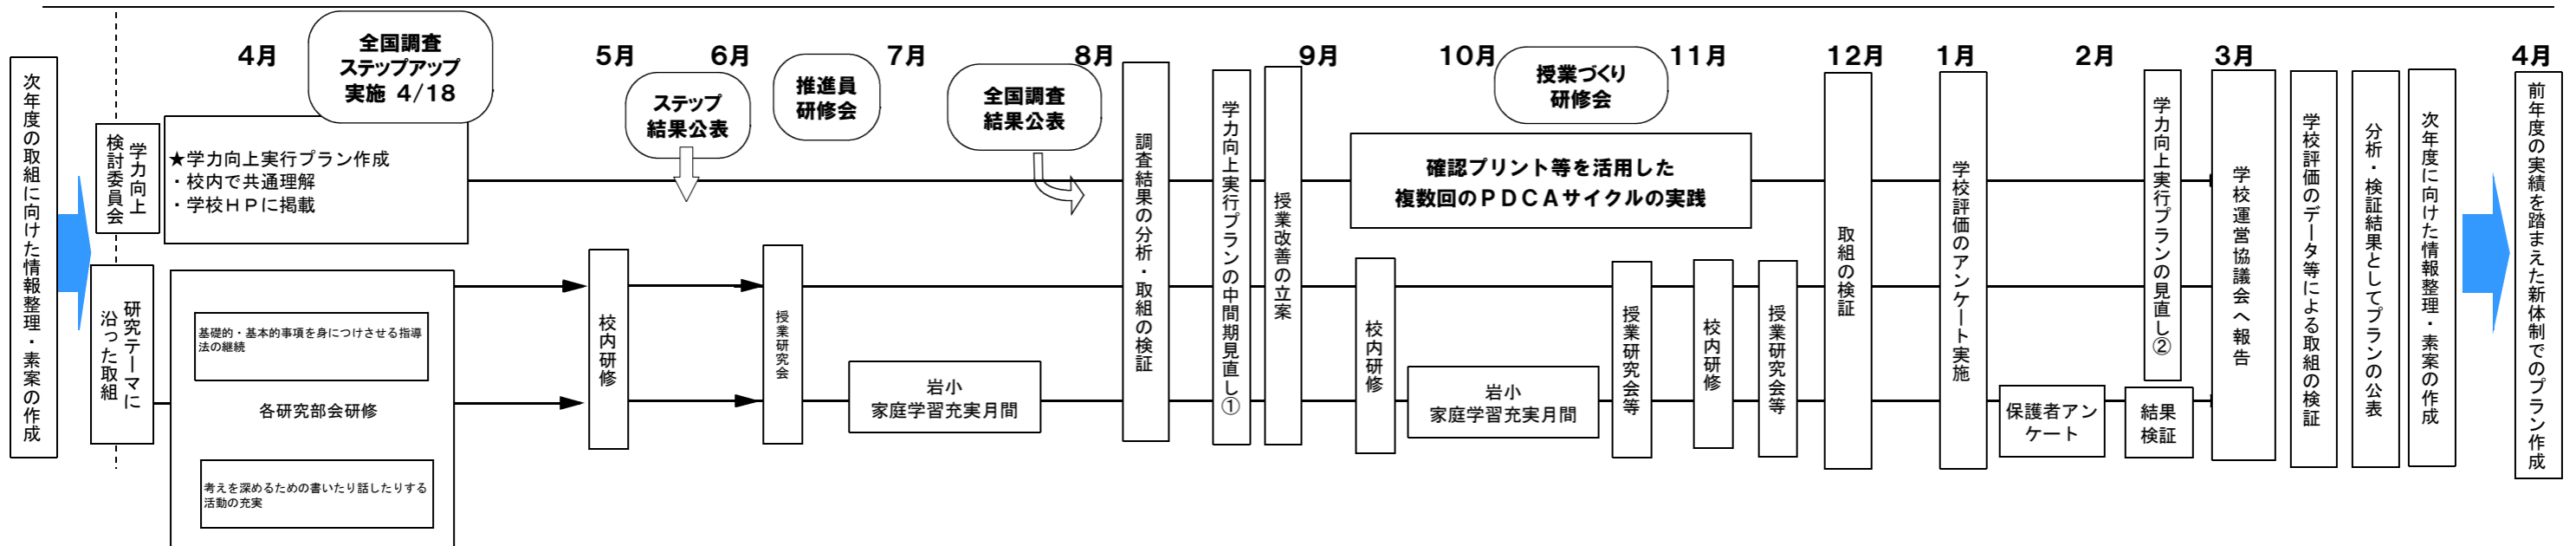 4月
5月
6月
7月
8月
9月
10月
11月
12月
1月
2月
3月
4月
次年度の取組に向けた情報整理・素案の作成
学力向上
検討委員会
研究テーマに
沿った取組
全国調査
ステップアップ
実施 4/18
★学力向上実行プラン作成
・校内で共通理解
・学校HPに掲載
基礎的・基本的事項を身につけさせる指導
法の継続
各研究部会研修
考えを深めるための書いたり話したりする
活動の充実
ステップ
結果公表
校内研修
推進員
研修会
授業研究会
岩小
家庭学習充実月間
全国調査
結果公表
調査結果の分析・取組の検証
学力向上実行プランの中間期見直し①
授業改善の立案
授業づくり
研修会
確認プリント等を活用した
複数回のPDCAサイクルの実践
校内研修
岩小
家庭学習充実月間
授業研究会等
校内研修
授業研究会等
取組の検証
学校評価のアンケート実施
保護者アン
ケート
学力向上実行プランの見直し②
結果
検証
学校運営協議会へ報告
学校評価のデータ等による取組の検証
分析・検証結果としてプランの公表
次年度に向けた情報整理・素案の作成
前年度の実績を踏まえた新体制でのプラン作成